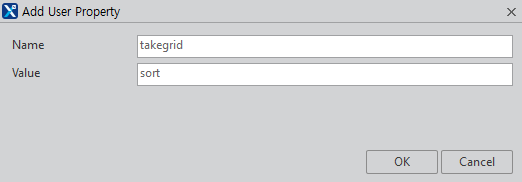 Add User Property
Name
takegrid
Value
sort
OK
Cancel